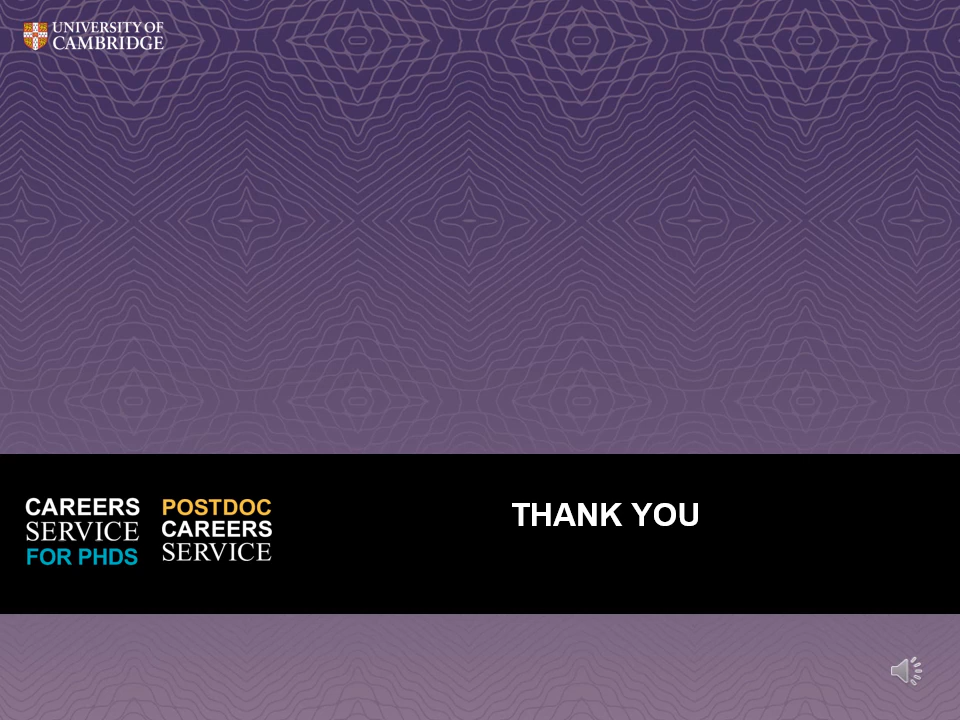 UNIVERSITY OF
CAMBRIDGE
CAREERS
SERVICE
FOR PHDS
POSTDOC
CAREERS
SERVICE
THANK YOU